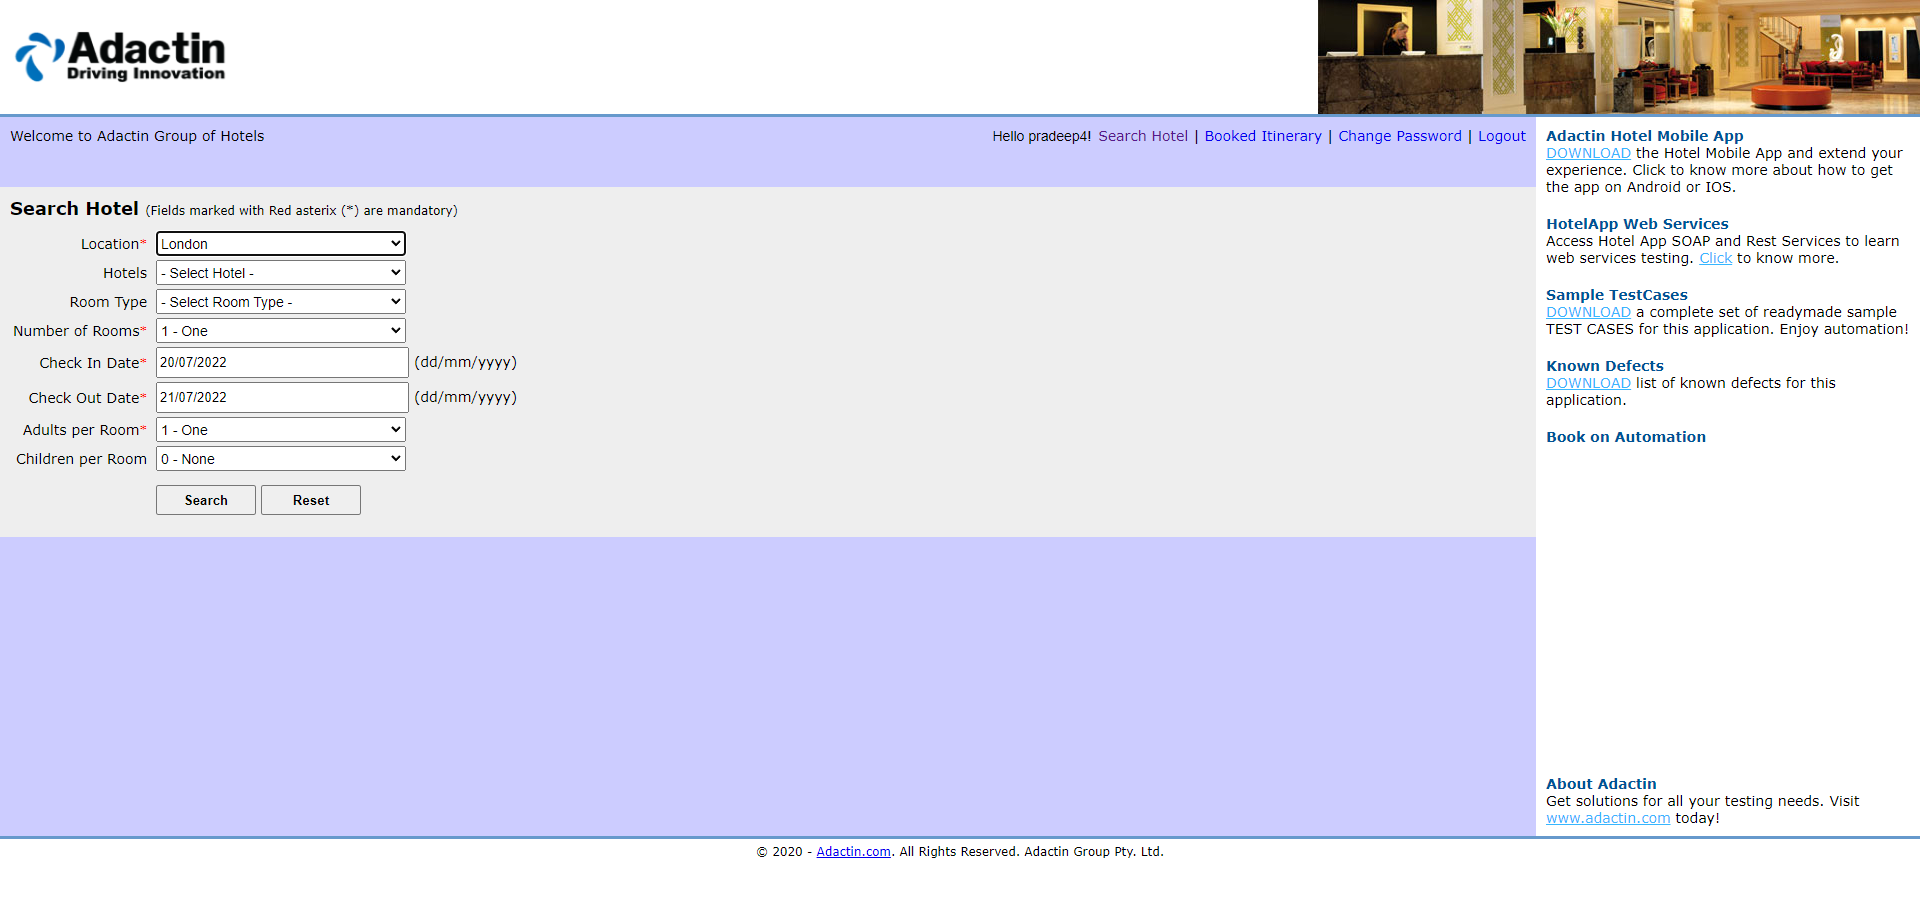 Adactin
Driving Innovation
Welcome to Adactin Group of Hotels
Hello pradeep4! Search Hotel | Booked Itinerary | Change Password | Logout
Search Hotel (Fields marked with Red asterix (*) are mandatory)
Location* London
Hotels - Select Hotel -
Room Type - Select Room Type -
Number of Rooms* 1 - One
Check In Date* 20/07/2022 (dd/mm/yyyy)
Check Out Date* 21/07/2022 (dd/mm/yyyy)
Adults per Room* 1 - One
Children per Room 0 - None
Search Reset
Adactin Hotel Mobile App
DOWNLOAD the Hotel Mobile App and extend your
experience. Click to know more about how to get
the app on Android or IOS.
HotelApp Web Services
Access Hotel App SOAP and Rest Services to learn
web services testing. Click to know more.
Sample TestCases
DOWNLOAD a complete set of readymade sample
TEST CASES for this application. Enjoy automation!
Known Defects
DOWNLOAD list of known defects for this
application.
Book on Automation
About Adactin
Get solutions for all your testing needs. Visit
www.adactin.com today!
© 2020 - Adactin.com. All Rights Reserved. Adactin Group Pty. Ltd.